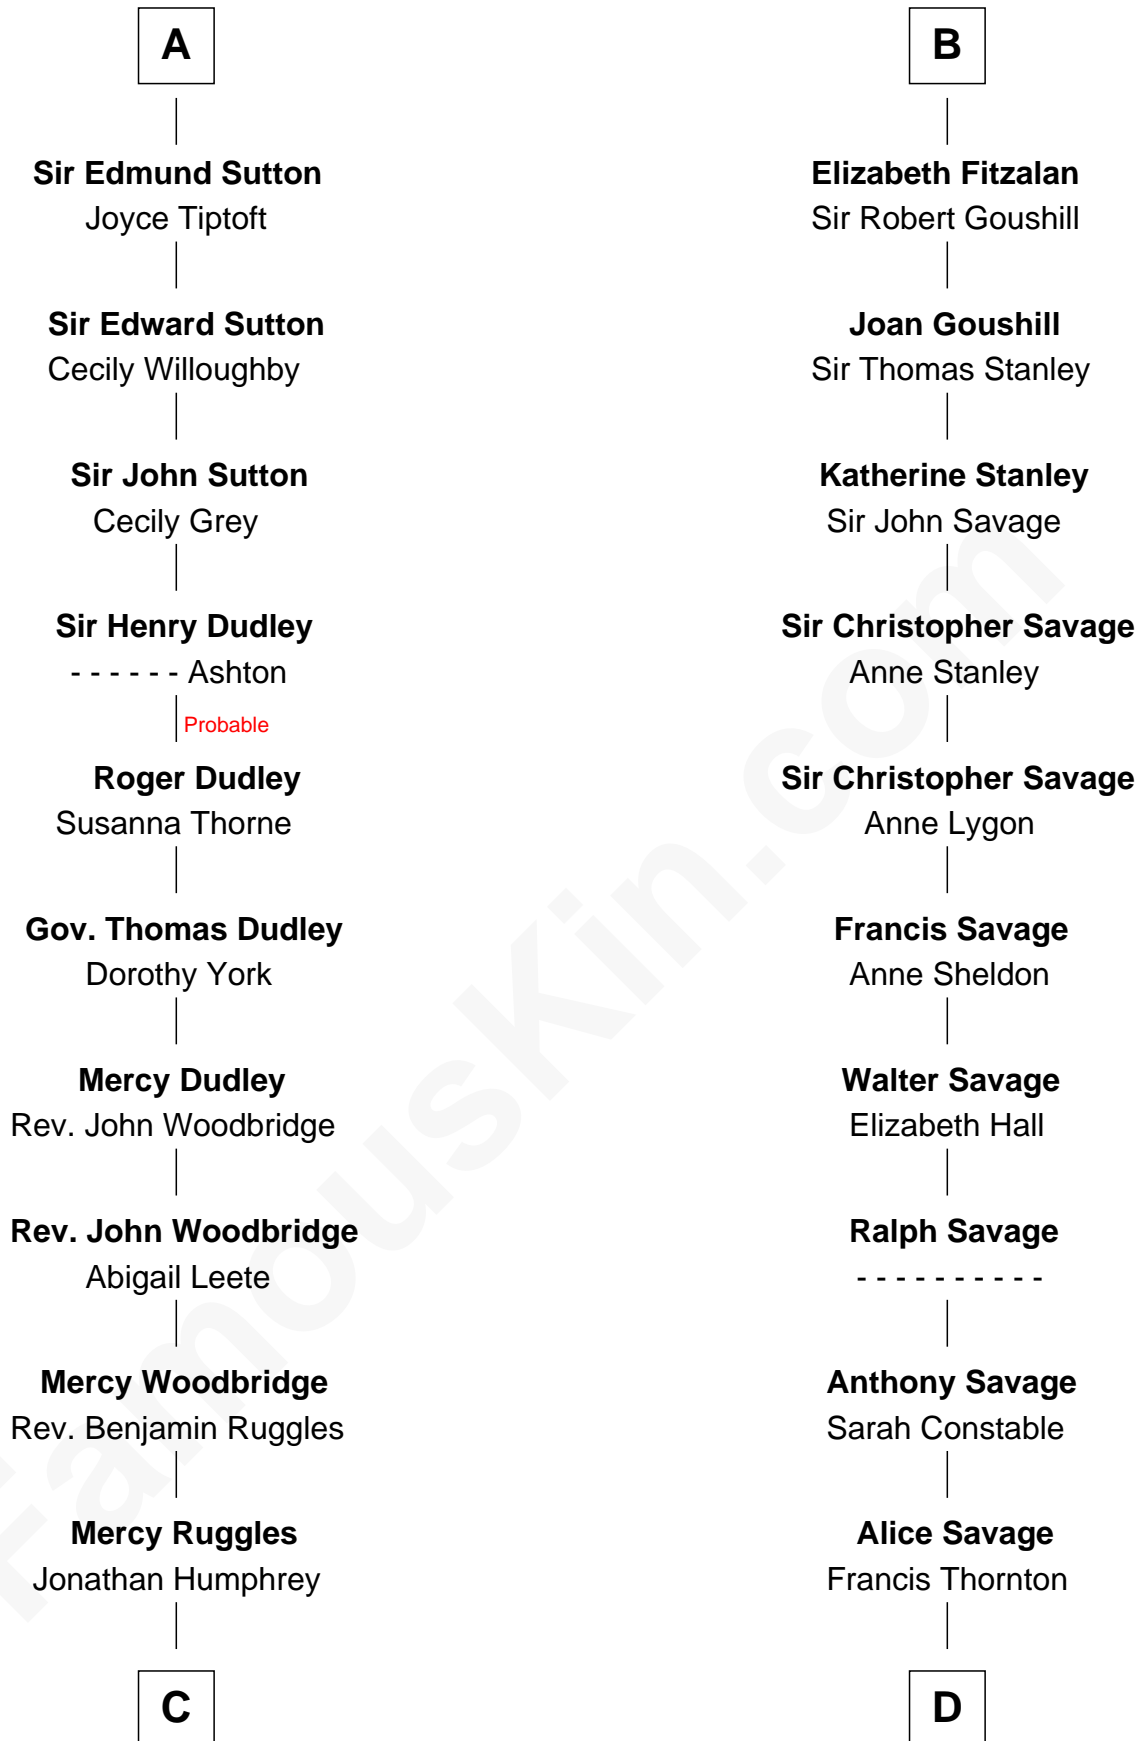 A
Sir Edmund Sutton
Joyce Tiptoft
Sir Edward Sutton
Cecily Willoughby
Sir John Sutton
Cecily Grey
Sir Henry Dudley
- - - - - - Ashton
Probable
Roger Dudley
Susanna Thorne
Gov. Thomas Dudley
Dorothy York
Mercy Dudley
Rev. John Woodbridge
Rev. John Woodbridge
Abigail Leete
Mercy Woodbridge
Rev. Benjamin Ruggles
Mercy Ruggles
Jonathan Humphrey
C
B
Elizabeth Fitzalan
Sir Robert Goushill
Joan Goushill
Sir Thomas Stanley
Katherine Stanley
Sir John Savage
Sir Christopher Savage
Anne Stanley
Sir Christopher Savage
Anne Lygon
Francis Savage
Anne Sheldon
Walter Savage
Elizabeth Hall
Ralph Savage
- - - - - - - - - -
Anthony Savage
Sarah Constable
Alice Savage
Francis Thornton
D
FamousKin.com